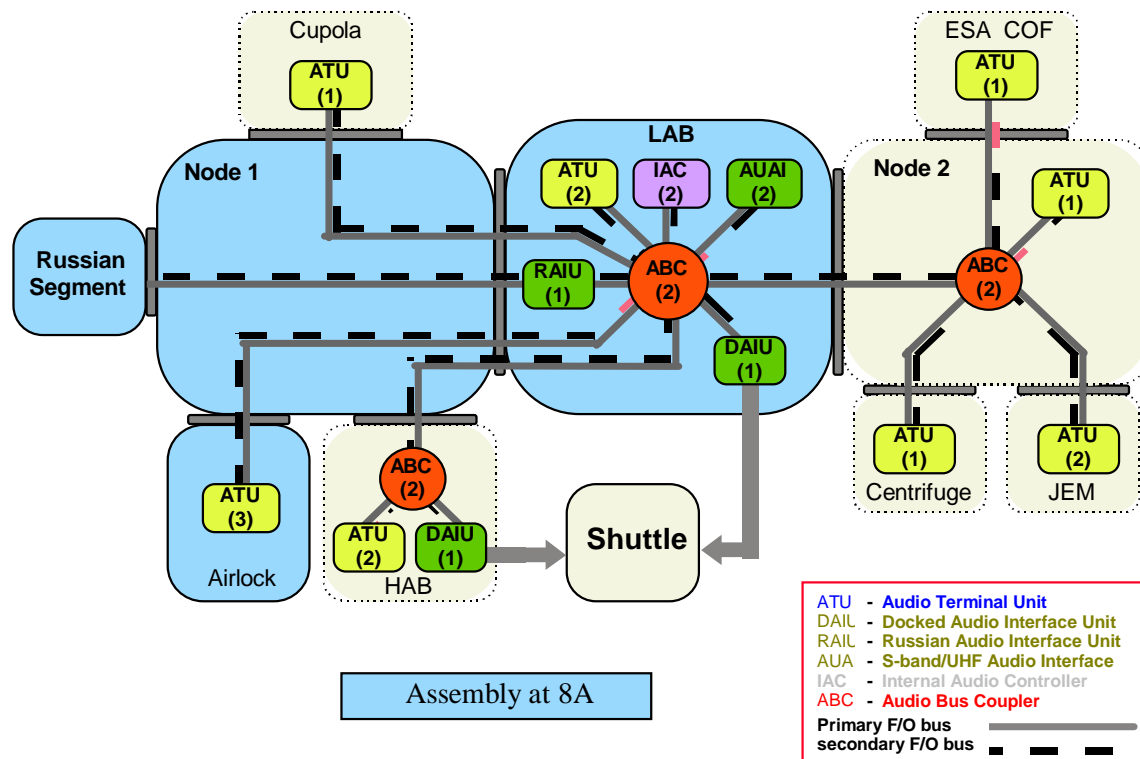 Cupola
ATU
(1)
ESA COF
ATU
(1)
Node 1
LAB
ATU
(2)
IAC
(2)
AUAI
(2)
Node 2
ATU
(1)
Russian
Segment
RAIU
(1)
ABC
(2)
ABC
(2)
DAIU
(1)
ATU
(3)
Airlock
ABC
(2)
ATU
(2)
DAIU
(1)
HAB
Shuttle
ATU
(1)
Centrifuge
ATU
(2)
JEM
Assembly at 8A
ATU - Audio Terminal Unit
DAIU - Docked Audio Interface Unit
RAIU - Russian Audio Interface Unit
AUA - S-band/UHF Audio Interface
IAC - Internal Audio Controller
ABC - Audio Bus Coupler
Primary F/O bus
secondary F/O bus